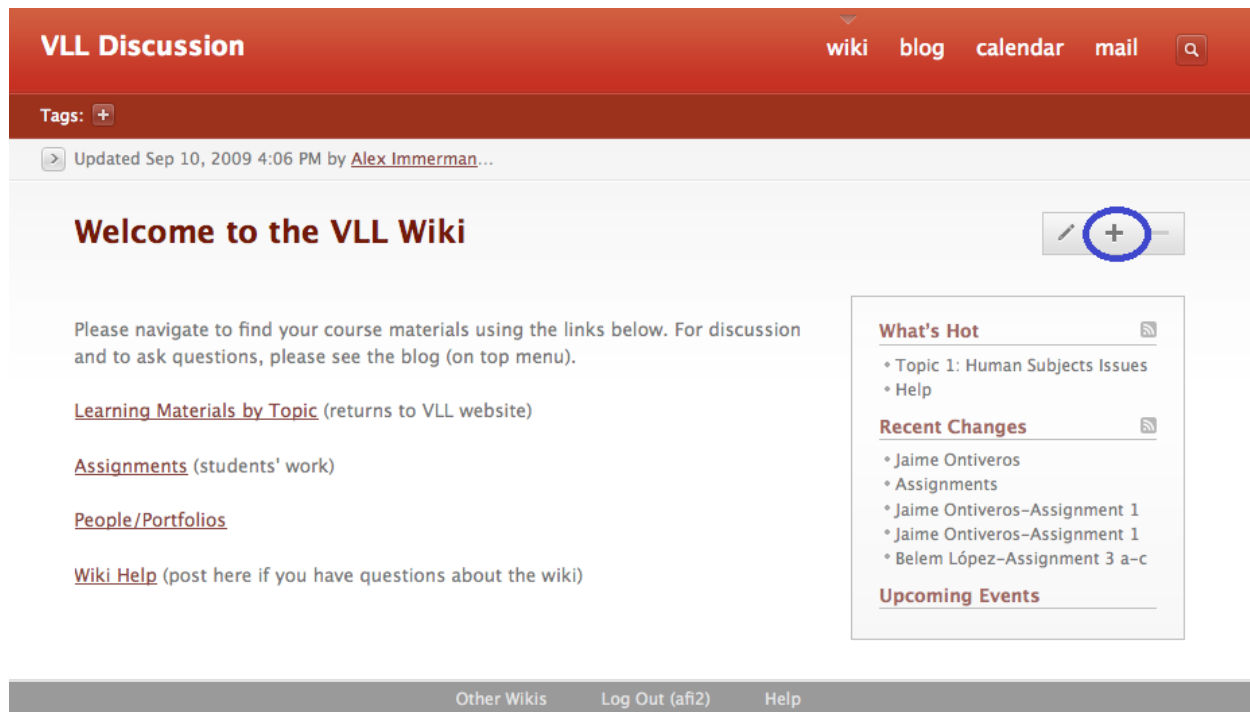 VLL Discussion
wiki blog calendar mail
Tags:
Updated Sep 10, 2009 4:06 PM by Alex Immerman...
Welcome to the VLL Wiki
Please navigate to find your course materials using the links below. For discussion
and to ask questions, please see the blog (on top menu).
Learning Materials by Topic (returns to VLL website)
Assignments (students' work)
People/Portfolios
Wiki Help (post here if you have questions about the wiki)
What's Hot
Topic 1: Human Subjects Issues
Help
Recent Changes
Jaime Ontiveros
Assignments
Jaime Ontiveros-Assignment 1
Jaime Ontiveros-Assignment 1
Belem López-Assignment 3 a-c
Upcoming Events
Other Wikis Log Out (afi2) Help